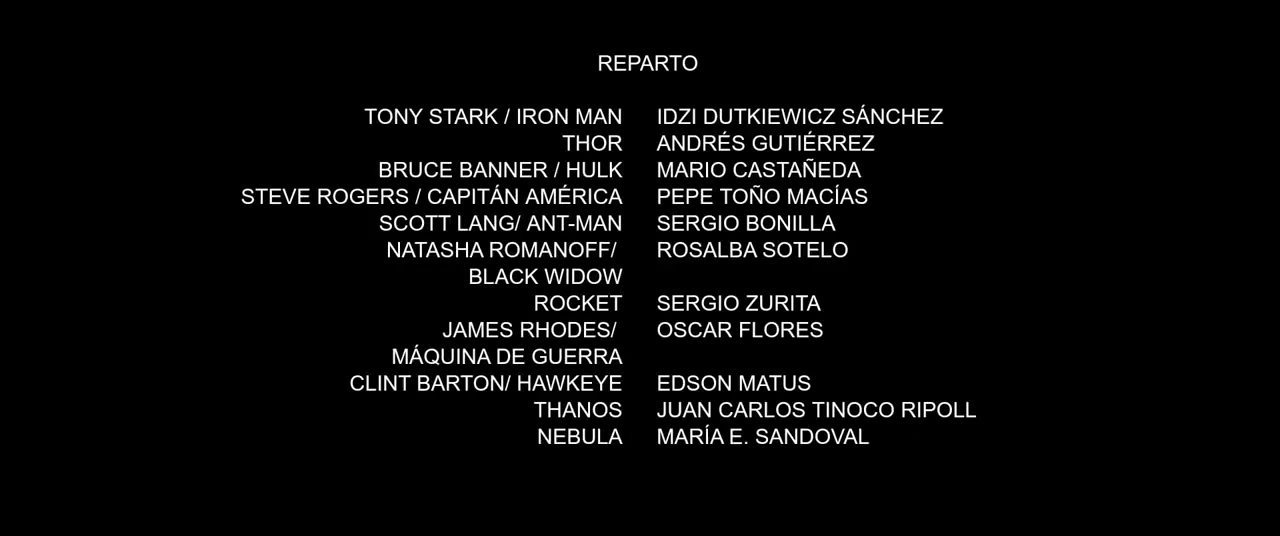 REPARTO
TONY STARK / IRON MAN IDZI DUTKIEWICZ SÁNCHEZ
THOR ANDRÉS GUTIÉRREZ
BRUCE BANNER / HULK MARIO CASTAÑEDA
STEVE ROGERS / CAPITÁN AMÉRICA PEPE TOÑO MACÍAS
SCOTT LANG/ ANT-MAN SERGIO BONILLA
NATASHA ROMANOFF/ ROSALBA SOTELO
BLACK WIDOW
ROCKET SERGIO ZURITA
JAMES RHODES/ OSCAR FLORES
MÁQUINA DE GUERRA
CLINT BARTON/ HAWKEYE EDSON MATUS
THANOS JUAN CARLOS TINOCO RIPOLL
NEBULA MARÍA E. SANDOVAL